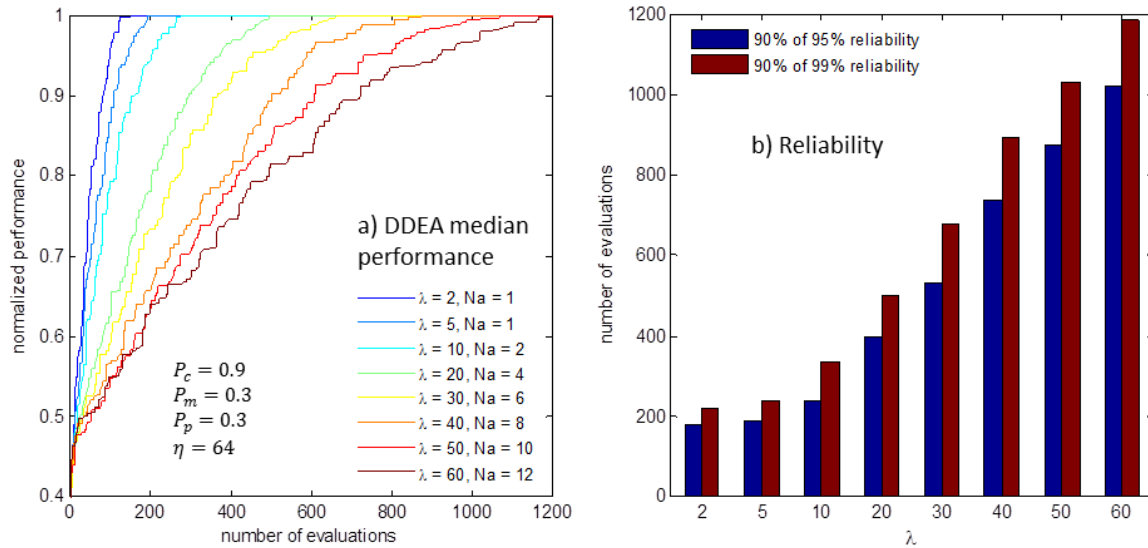 1
0.9
0.8
0.7
0.6
0.5
0.4
normalized performance
0
200
400
600
800
1000
1200
number of evaluations
a) DDEA median
performance
λ = 2, Na = 1
λ = 5, Na = 1
λ = 10, Na = 2
λ = 20, Na = 4
λ = 30, Na = 6
λ = 40, Na = 8
λ = 50, Na = 10
λ = 60, Na = 12
P_c = 0.9
P_m = 0.3
P_p = 0.3
η = 64
1200
1000
800
600
400
200
0
number of evaluations
90% of 95% reliability
90% of 99% reliability
b) Reliability
2
5
10
20
30
40
50
60
λ